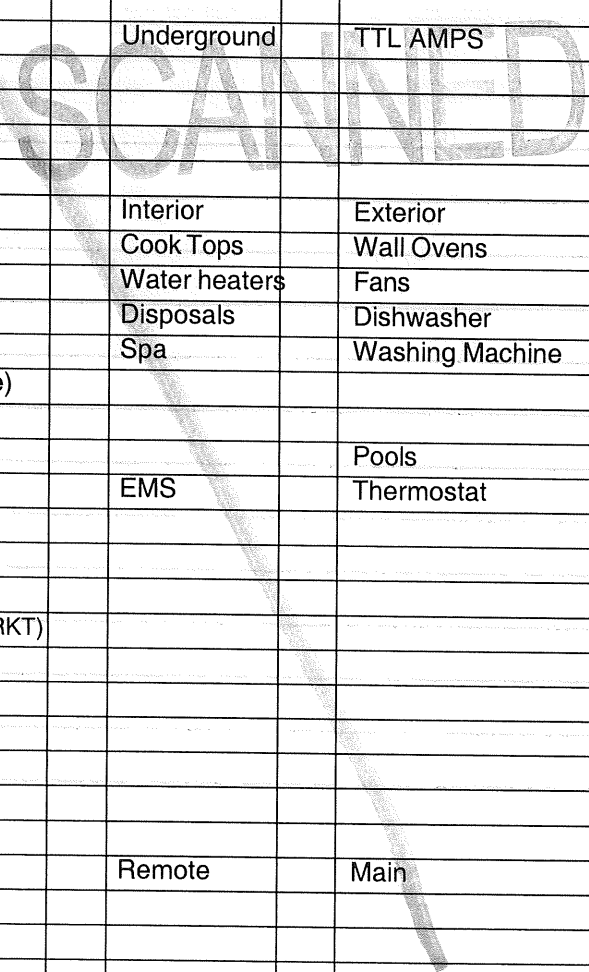 Underground TTL AMPS
SCANNED
Interior Exterior
Cook Tops Wall Ovens
Water heaters Fans
Disposals Dishwasher
Spa Washing Machine
e)
Pools
EMS Thermostat
RKT)
Remote Main